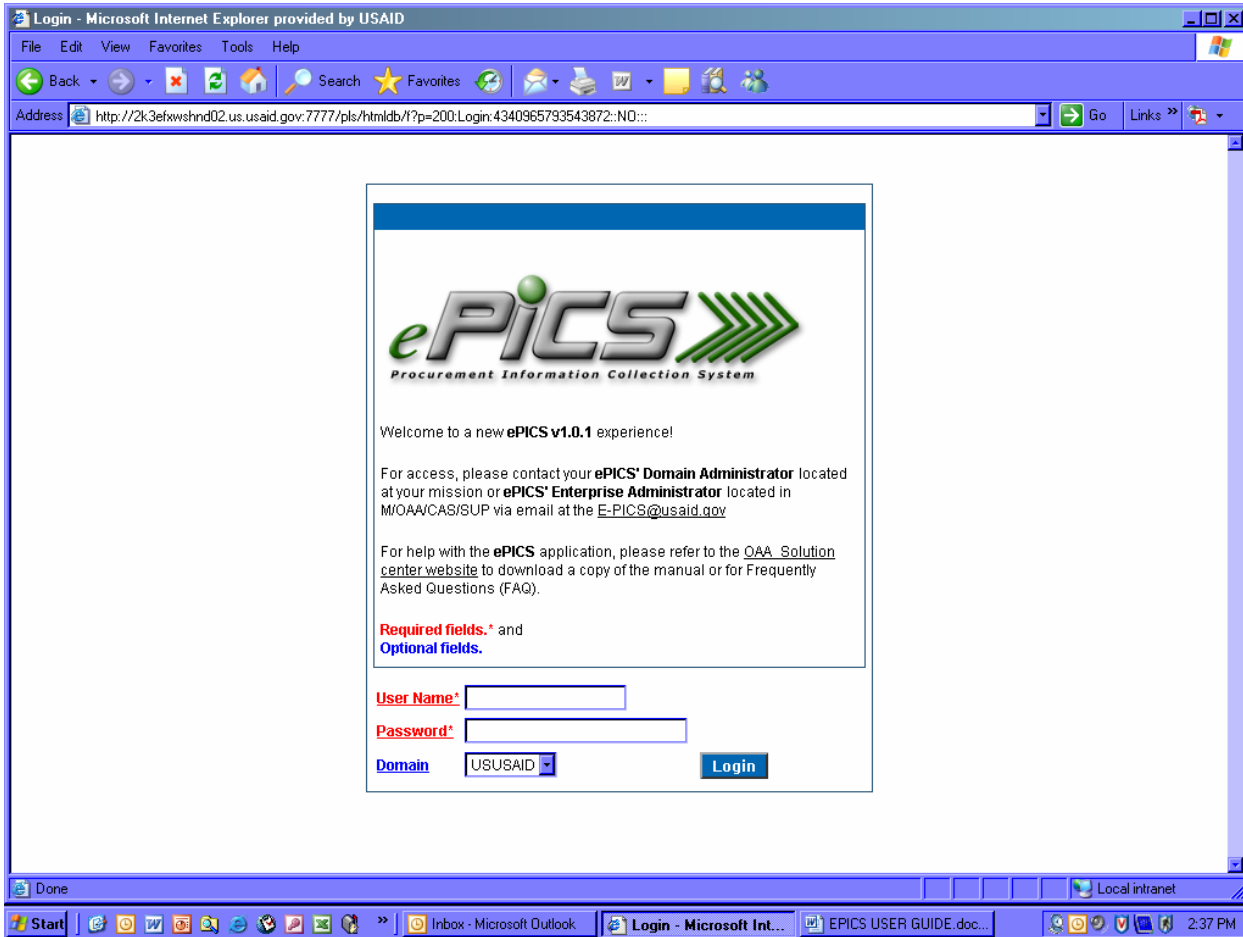 Login - Microsoft Internet Explorer provided by USAID
File Edit View Favorites Tools Help
Back Search Favorites
Address http://2k3efxwshnd02.us.usaid.gov:7777/pls/htmldb/f?p=200:Login:4340965793543872::NO::: Go Links »
ePiCS
Procurement Information Collection System
Welcome to a new ePICS v1.0.1 experience!
For access, please contact your ePICS' Domain Administrator located
at your mission or ePICS' Enterprise Administrator located in
M/OAA/CAS/SUP via email at the E-PICS@usaid.gov
For help with the ePICS application, please refer to the OAA Solution
center website to download a copy of the manual or for Frequently
Asked Questions (FAQ).
Required fields.* and
Optional fields.
User Name*
Password*
Domain USUSAID Login
Done Local intranet
Start » Inbox - Microsoft Outlook Login - Microsoft Int... EPICS USER GUIDE.doc... 2:37 PM